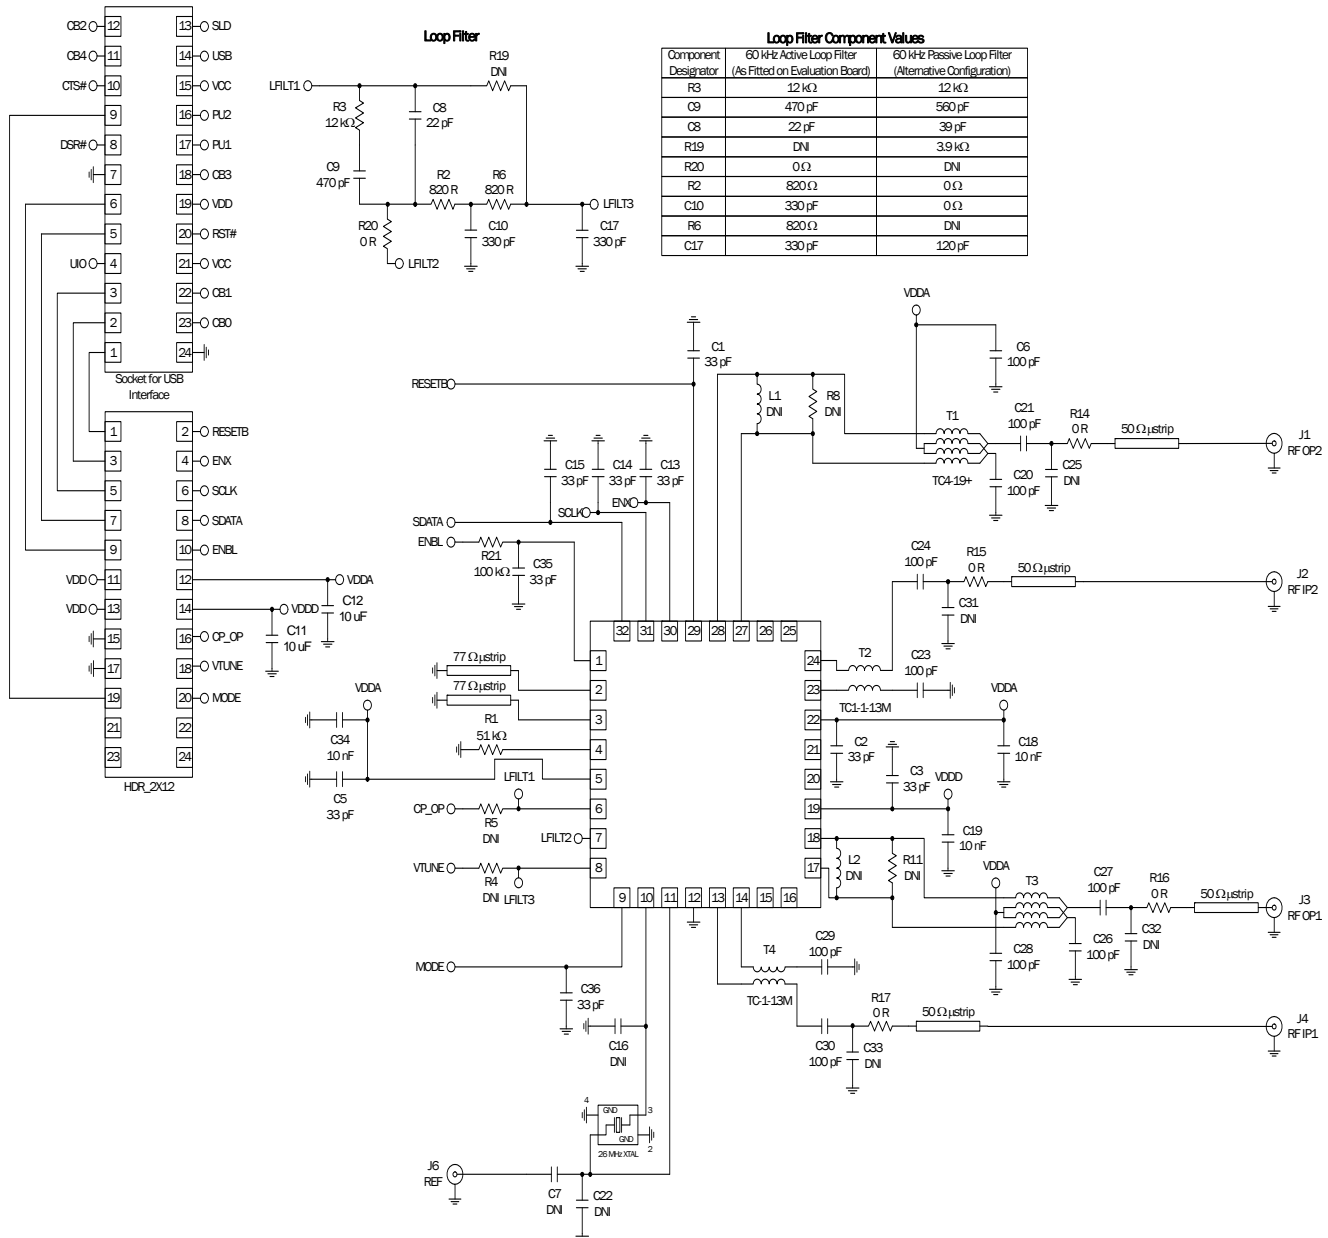 CB2 12 13 SLD
CB4 11 14 USB
CTS# 10 15 VCC
9 16 PU2
DSR# 8 17 PU1
7 18 CB3
6 19 VDD
5 20 RST#
UIO 4 21 VCC
3 22 CB1
2 23 CB0
1 24
Socket for USB
Interface
1 2 RESETB
3 4 ENX
5 6 SCLK
7 8 SDATA
9 10 ENBL
VDD 11 12 VDDA
VDD 13 14 VDDD
15 16 CP_OP
17 18 VTUNE
19 20 MODE
21 22
23 24
HDR_2X12
C12
10 uF
C11
10 uF
Loop Filter
LFILT1
R19
DNI
R3
12 kΩ
C8
22 pF
C9
470 pF
R2
820 R
R6
820 R
LFILT3
R20
0 R
C10
330 pF
C17
330 pF
LFILT2
Loop Filter Component Values
Component Designator 60 kHz Active Loop Filter (As Fitted on Evaluation Board) 60 kHz Passive Loop Filter (Alternative Configuration)
R3 12 kΩ 12 kΩ
C9 470 pF 560 pF
C8 22 pF 39 pF
R19 DNI 3.9 kΩ
R20 0 Ω DNI
R2 820 Ω 0 Ω
C10 330 pF 0 Ω
R6 820 Ω DNI
C17 330 pF 120 pF
VDDA
C6
100 pF
C1
33 pF
RESETB
L1
DNI
R8
DNI
T1
TC4-19+
C21
100 pF
R14
0 R
50 Ω µstrip
J1
RF OP2
C20
100 pF
C25
DNI
C15
33 pF
C14
33 pF
C13
33 pF
ENX
SCLK
SDATA
ENBL
R21
100 kΩ
C35
33 pF
C24
100 pF
R15
0 R
50 Ω µstrip
J2
RF IP2
C31
DNI
32 31 30 29 28 27 26 25
1 2 3 4 5 6 7 8
24 23 22 21 20 19 18 17
9 10 11 12 13 14 15 16
77 Ω µstrip
77 Ω µstrip
R1
51 kΩ
VDDA
C34
10 nF
C5
33 pF
LFILT1
CP_OP
R5
DNI
LFILT2
VTUNE
R4
DNI
LFILT3
T2
C23
100 pF
TC1-1-13M
VDDA
C2
33 pF
C18
10 nF
C3
33 pF
VDDD
C19
10 nF
L2
DNI
R11
DNI
VDDA
T3
C27
100 pF
R16
0 R
50 Ω µstrip
J3
RF OP1
C28
100 pF
C26
100 pF
C32
DNI
MODE
C36
33 pF
C16
DNI
T4
C29
100 pF
TC-1-13M
R17
0 R
50 Ω µstrip
J4
RF IP1
C30
100 pF
C33
DNI
4 GND 3
GND 2
26 MHz XTAL
J6
REF
C7
DNI
C22
DNI